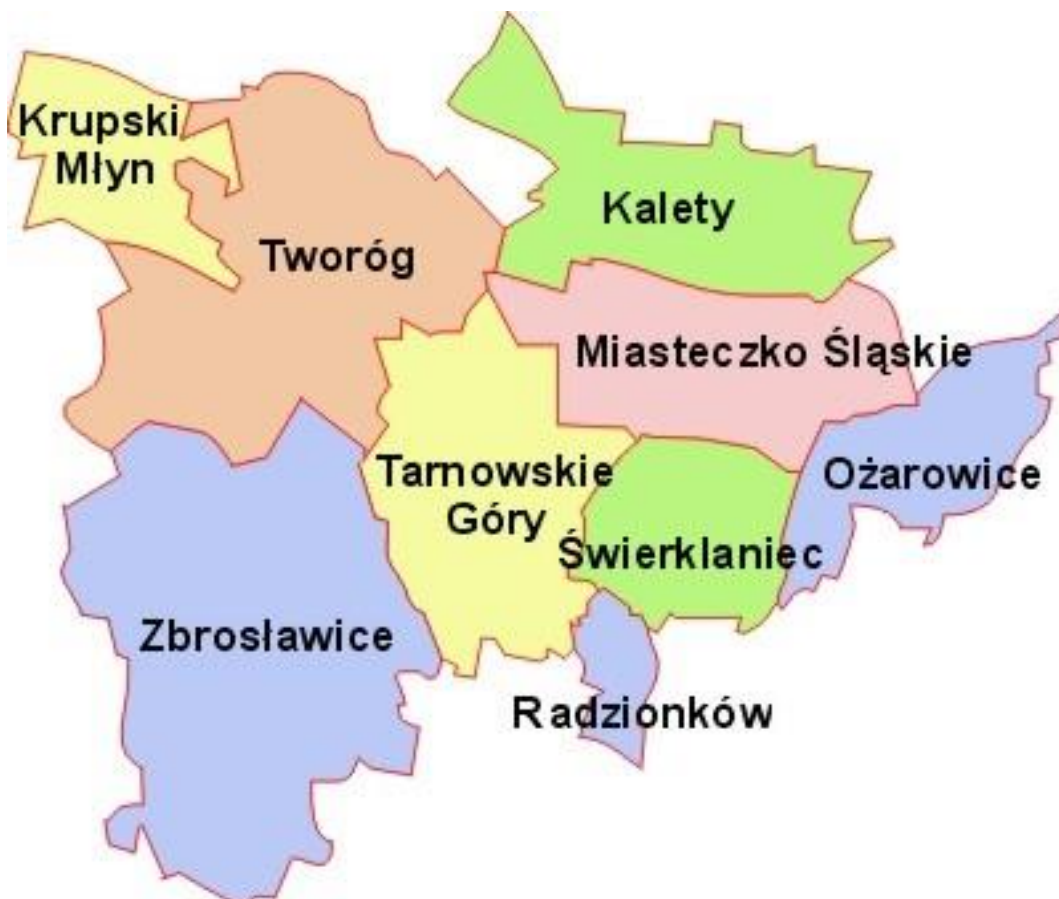 Krupski
Młyn
Kalety
Tworóg
Miasteczko Śląskie
Tarnowskie
Góry
Ożarowice
Świerklaniec
Zbrosławice
Radzionków